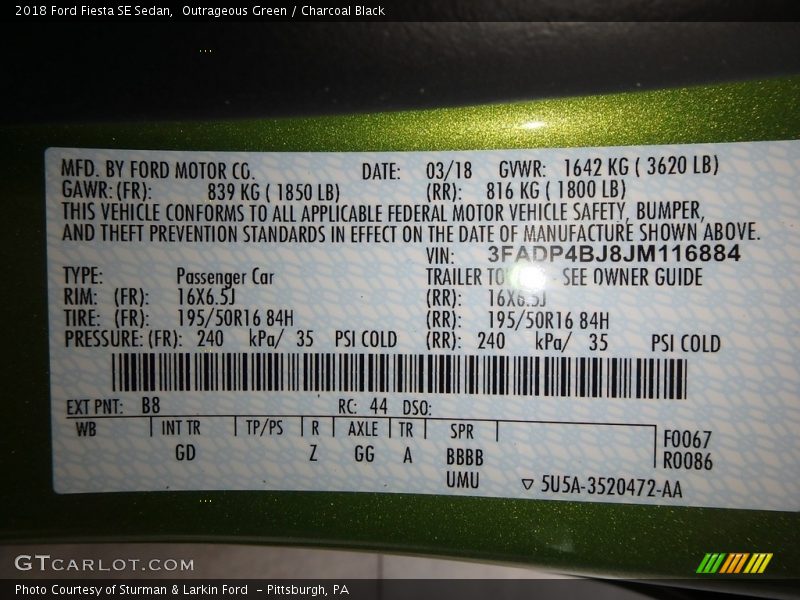 2018 Ford Fiesta SE Sedan, Outrageous Green / Charcoal Black
MFD. BY FORD MOTOR CO. DATE: 03/18 GVWR: 1642 KG ( 3620 LB)
GAWR: (FR): 839 KG ( 1850 LB) (RR): 816 KG ( 1800 LB)
THIS VEHICLE CONFORMS TO ALL APPLICABLE FEDERAL MOTOR VEHICLE SAFETY, BUMPER,
AND THEFT PREVENTION STANDARDS IN EFFECT ON THE DATE OF MANUFACTURE SHOWN ABOVE.
VIN: 3FADP4BJ8JM116884
TYPE: Passenger Car TRAILER - SEE OWNER GUIDE
RIM: (FR): 16X6.5J (RR): 16X6.5J
TIRE: (FR): 195/50R16 84H (RR): 195/50R16 84H
PRESSURE: (FR): 240 kPa/ 35 PSI COLD (RR): 240 kPa/ 35 PSI COLD
EXT PNT: B8 RC: 44 DSO:
WB INT TR TP/PS R AXLE TR SPR F0067
GD Z GG A BBBB R0086
UMU 5U5A-3520472-AA
GTCARLOT.COM
Photo Courtesy of Sturman & Larkin Ford - Pittsburgh, PA